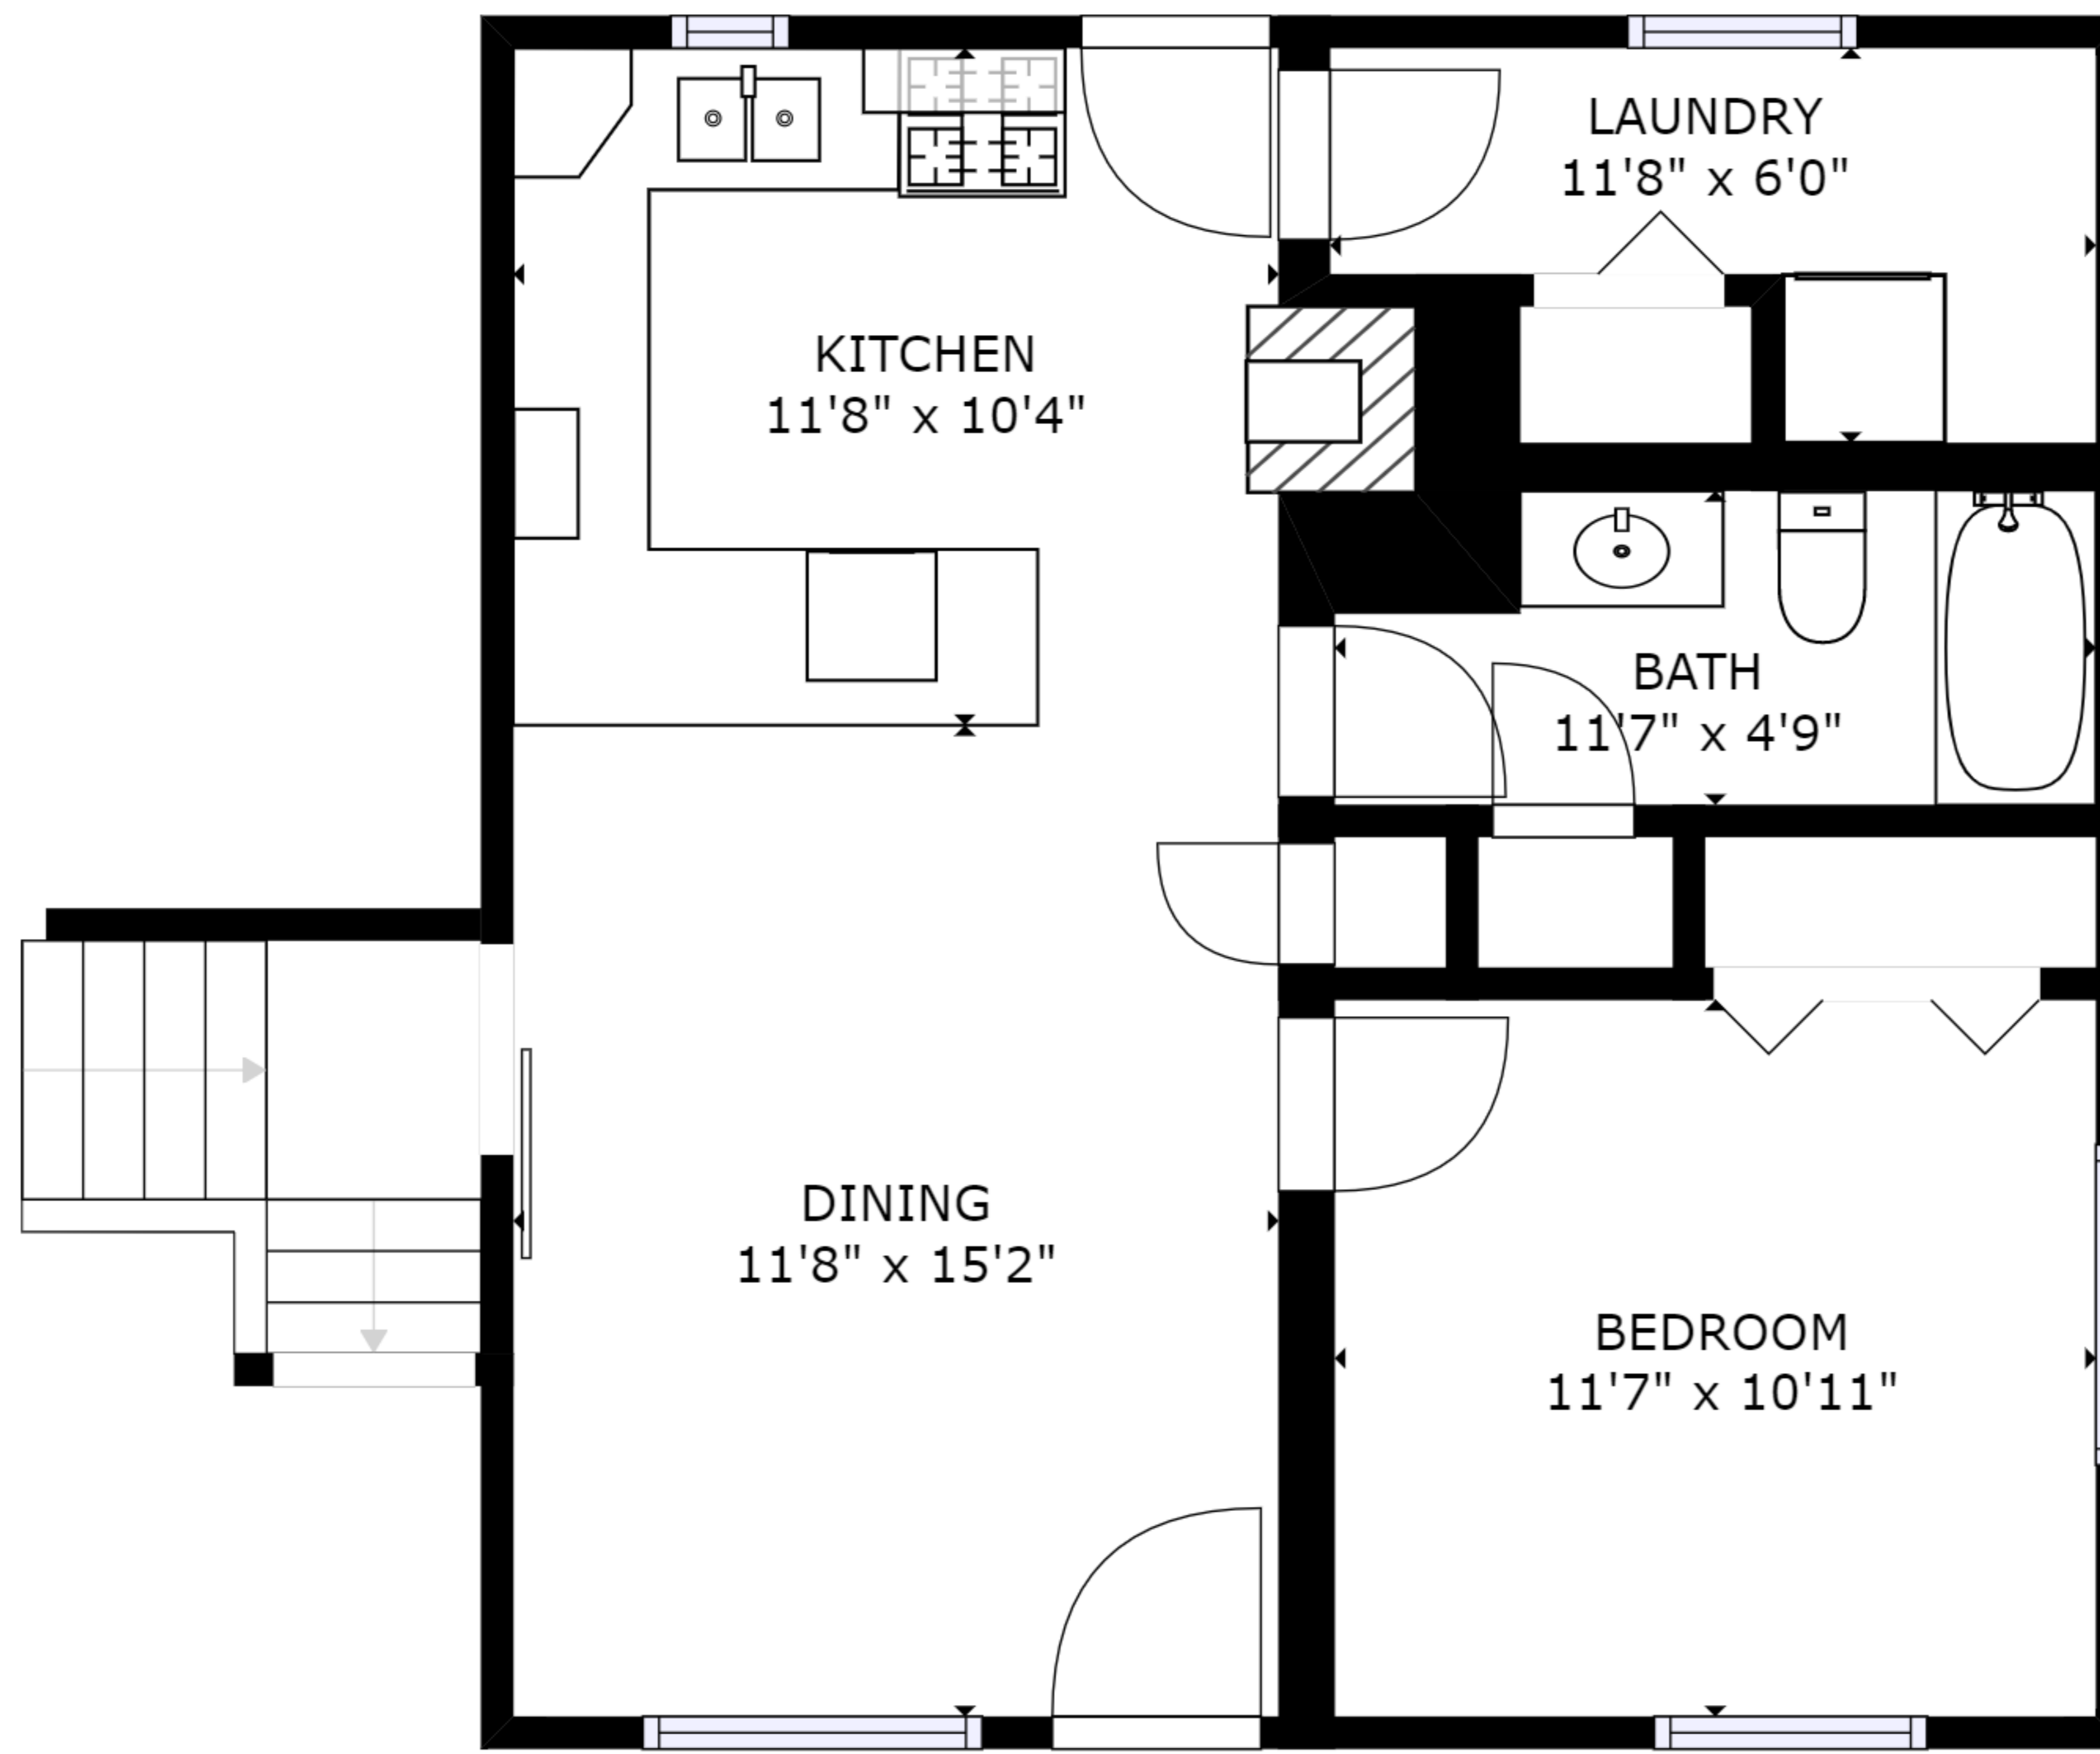 LAUNDRY
11'8" x 6'0"
KITCHEN
11'8" x 10'4"
BATH
11'7" x 4'9"
DINING
11'8" x 15'2"
BEDROOM
11'7" x 10'11"